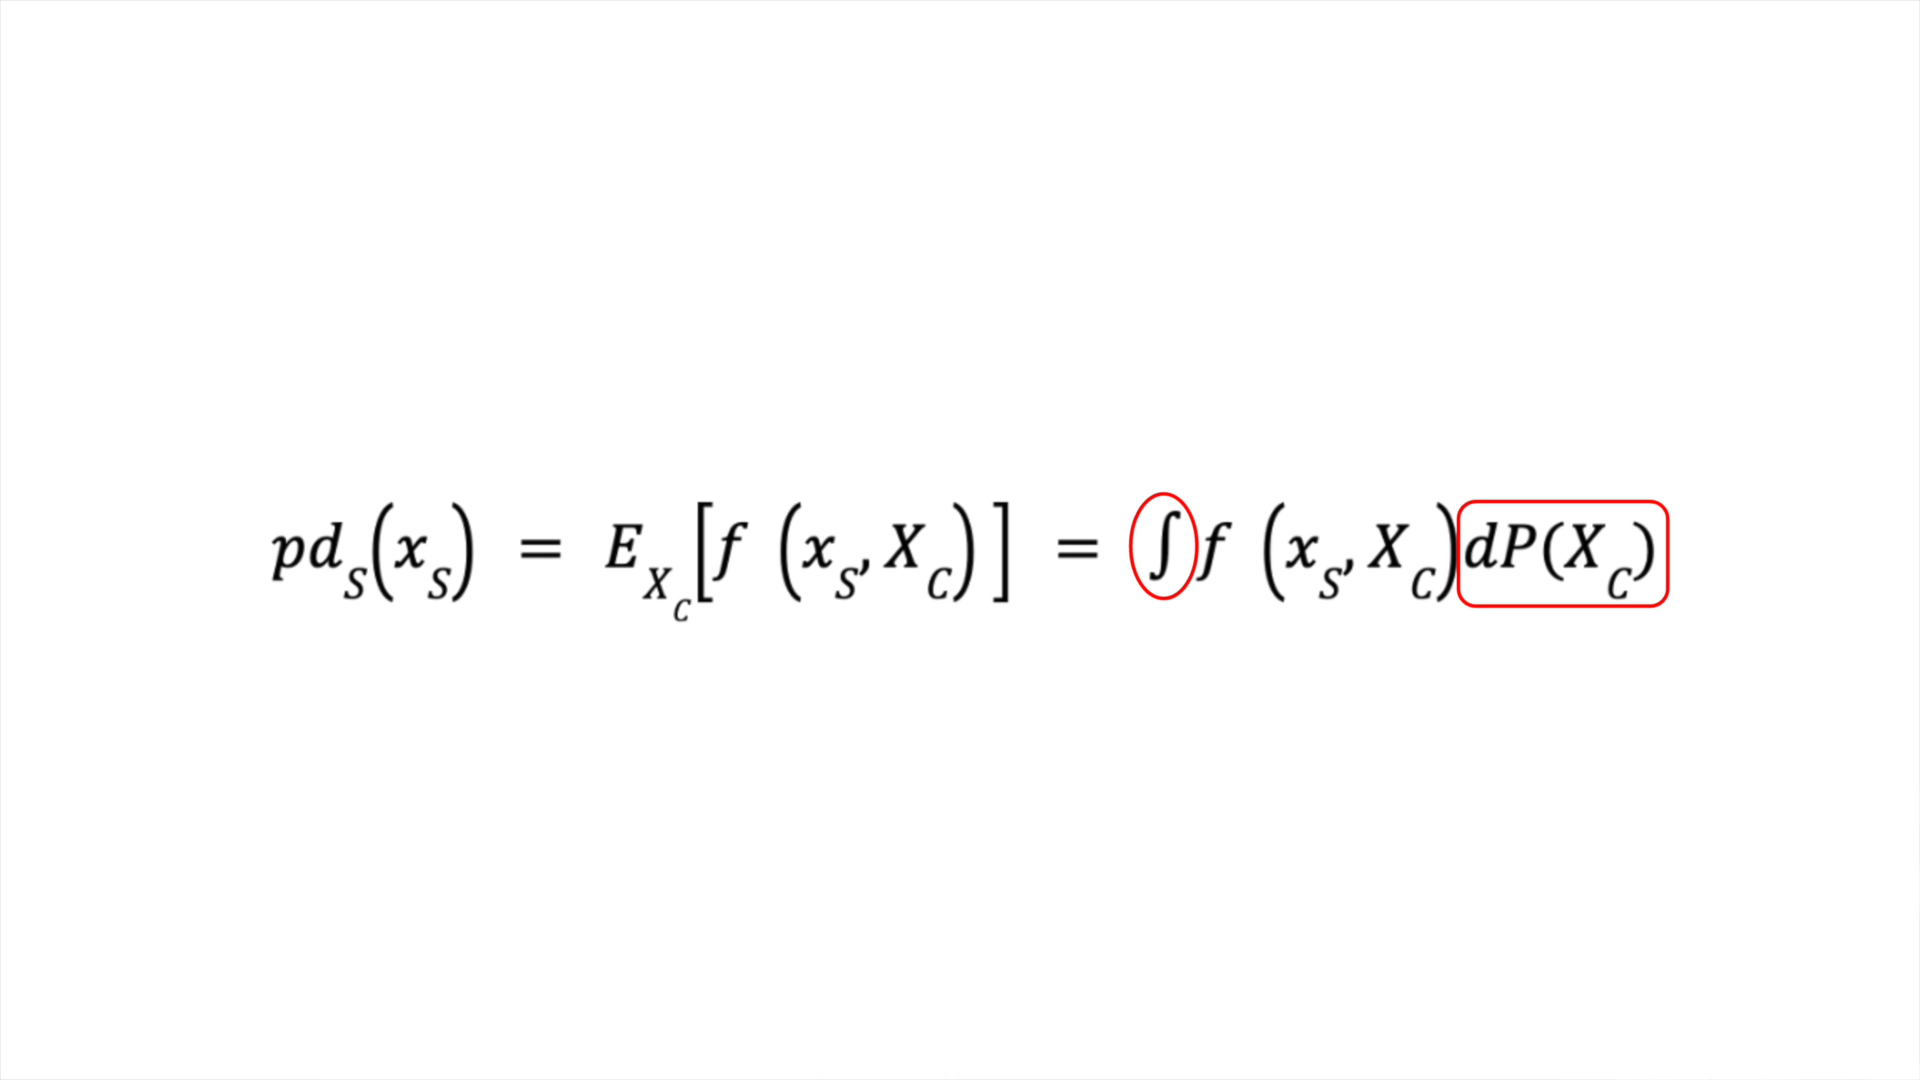 pd_S(x_S) = E_{X_C}[f (x_S, X_C) ] = ∫f (x_S, X_C)dP(X_C)